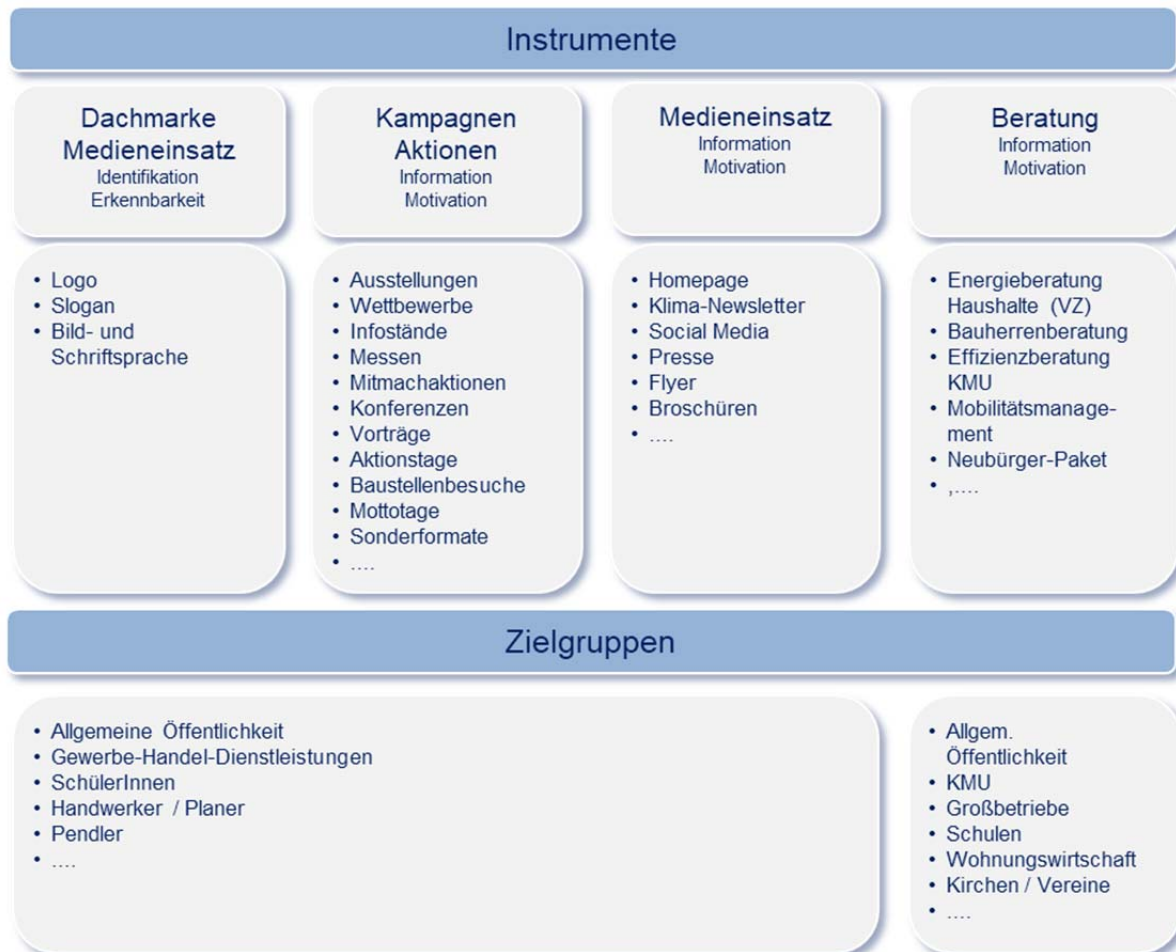 Instrumente
Dachmarke
Medieneinsatz
Identifikation
Erkennbarkeit
Kampagnen
Aktionen
Information
Motivation
Medieneinsatz
Information
Motivation
Beratung
Information
Motivation
• Logo
• Slogan
• Bild- und
Schriftsprache
• Ausstellungen
• Wettbewerbe
• Infostände
• Messen
• Mitmachaktionen
• Konferenzen
• Vorträge
• Aktionstage
• Baustellenbesuche
• Mottotage
• Sonderformate
• ....
• Homepage
• Klima-Newsletter
• Social Media
• Presse
• Flyer
• Broschüren
• ....
• Energieberatung
Haushalte (VZ)
• Bauherrenberatung
• Effizienzberatung
KMU
• Mobilitätsmanage-
ment
• Neubürger-Paket
• ,....
Zielgruppen
• Allgemeine Öffentlichkeit
• Gewerbe-Handel-Dienstleistungen
• SchülerInnen
• Handwerker / Planer
• Pendler
• ....
• Allgem.
Öffentlichkeit
• KMU
• Großbetriebe
• Schulen
• Wohnungswirtschaft
• Kirchen / Vereine
• ....